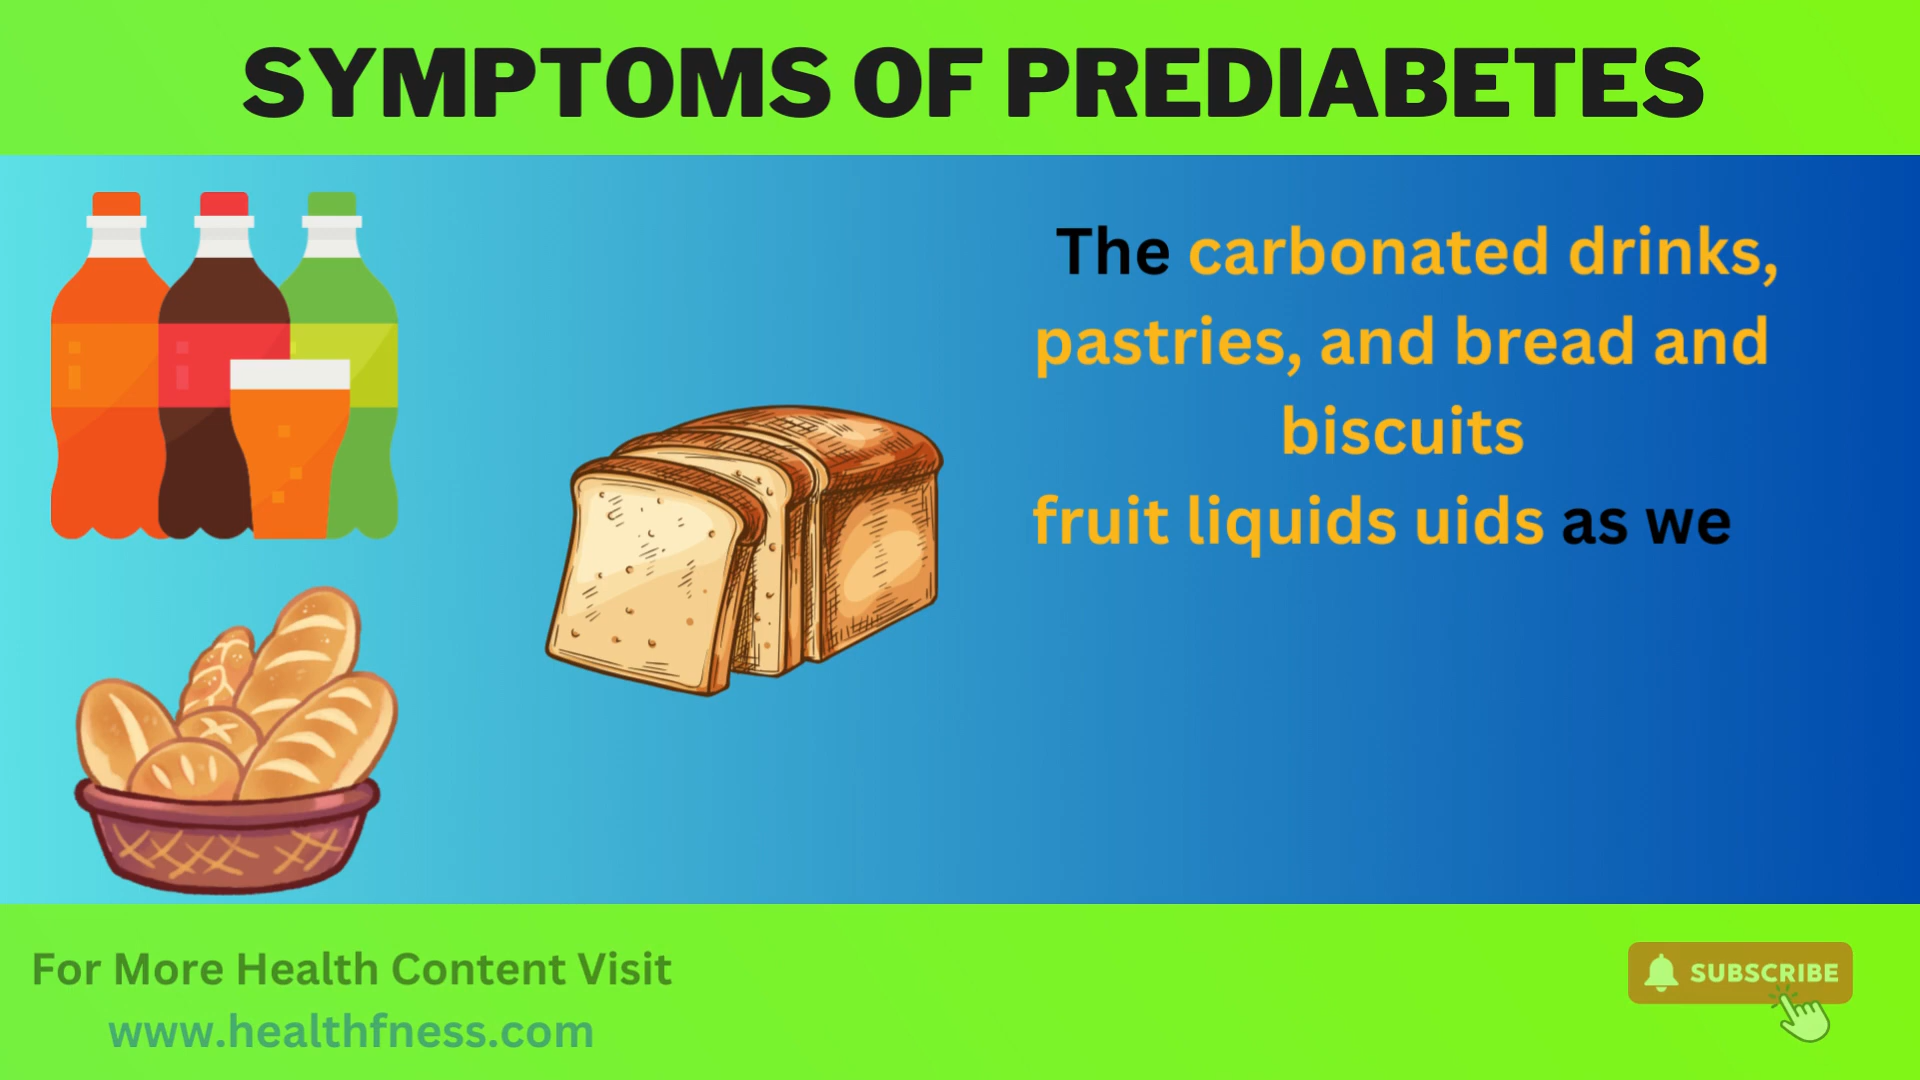 SYMPTOMS OF PREDIABETES
The carbonated drinks,
pastries, and bread and
biscuits
fruit liquids uids as we
For More Health Content Visit
www.healthfness.com
SUBSCRIBE